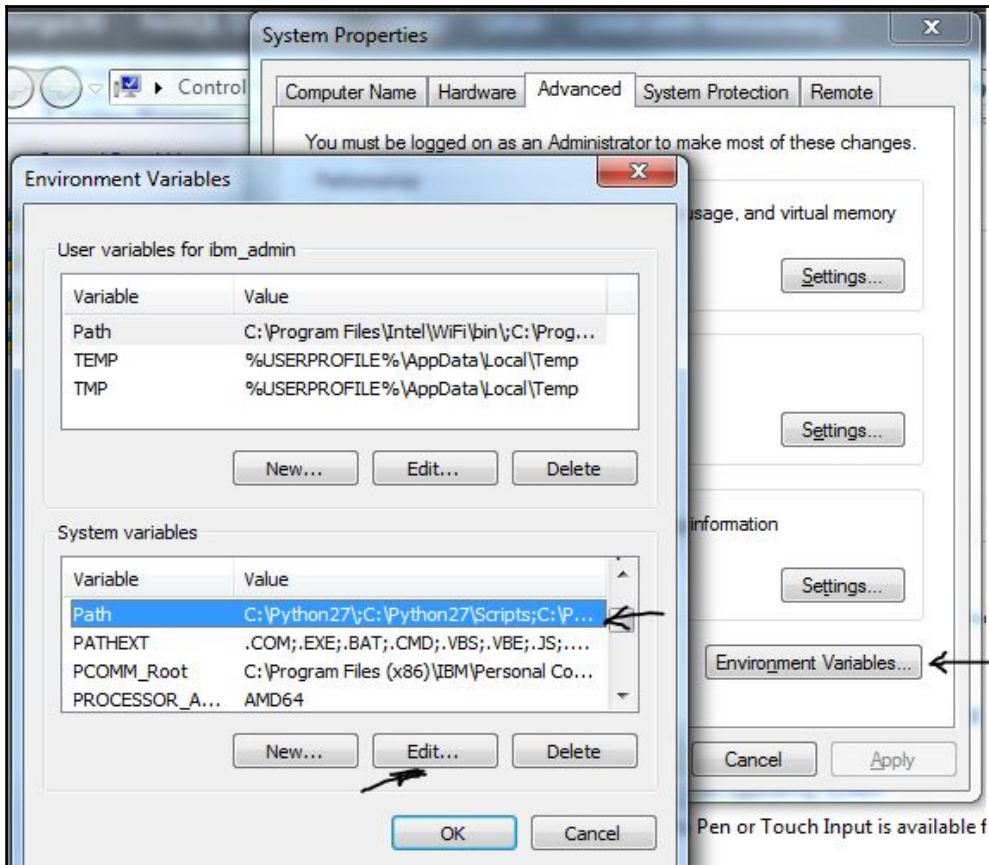 System Properties
Control
Computer Name Hardware Advanced System Protection Remote
You must be logged on as an Administrator to make most of these changes.
usage, and virtual memory
Settings...
Settings...
information
Settings...
Environment Variables...
Cancel Apply
Pen or Touch Input is available f
Environment Variables
User variables for ibm_admin
Variable Value
Path C:\Program Files\Intel\WiFi\bin\;C:\Prog...
TEMP %USERPROFILE%\AppData\Local\Temp
TMP %USERPROFILE%\AppData\Local\Temp
New... Edit... Delete
System variables
Variable Value
Path C:\Python27\;C:\Python27\Scripts;C:\P...
PATHEXT .COM;.EXE;.BAT;.CMD;.VBS;.VBE;.JS;....
PCOMM_Root C:\Program Files (x86)\IBM\Personal Co...
PROCESSOR_A... AMD64
New... Edit... Delete
OK Cancel